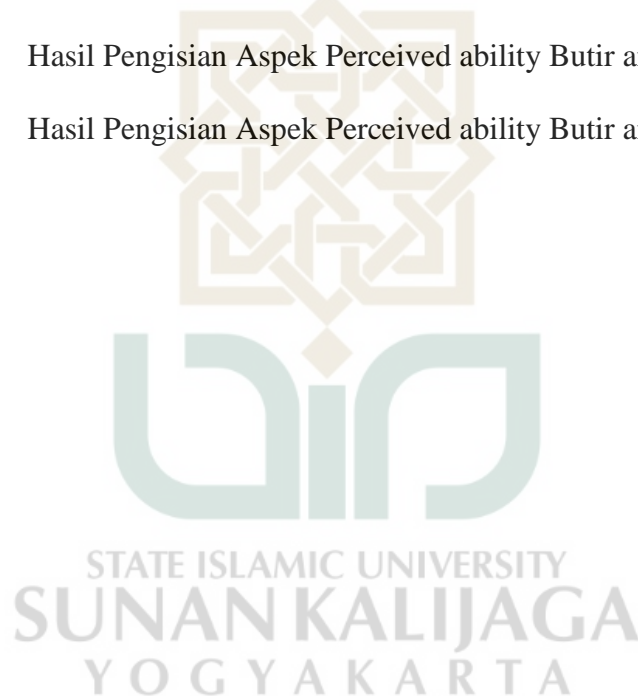 Hasil Pengisian Aspek Perceived ability Butir
Hasil Pengisian Aspek Perceived ability Butir
STATE ISLAMIC UNIVERSITY
SUNAN KALIJAGA
YOGYAKARTA